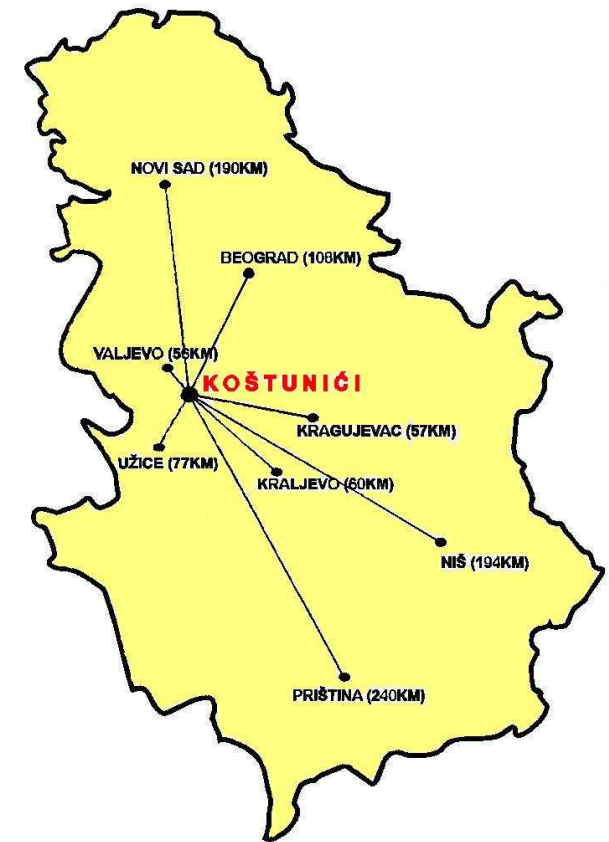 NOVI SAD (190KM)
BEOGRAD (108KM)
VALJEVO (56KM)
KOŠTUNIĆI
KRAGUJEVAC (57KM)
UŽICE (77KM)
KRALJEVO (60KM)
NIŠ (194KM)
PRIŠTINA (240KM)